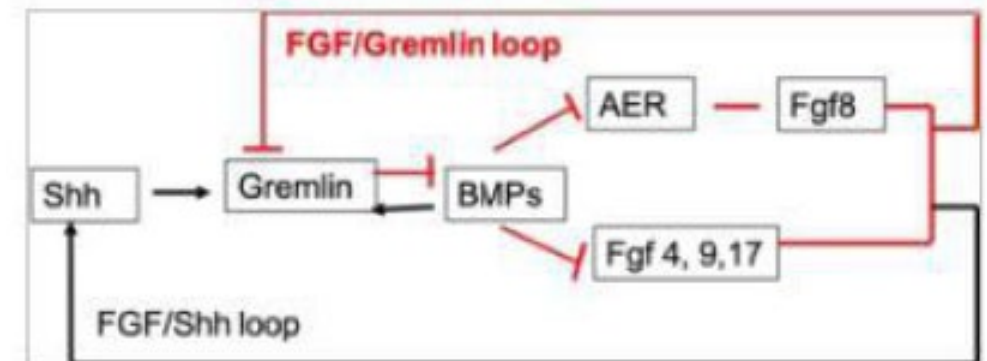 FGF/Gremlin loop
AER
Fgf8
Shh
Gremlin
BMPs
Fgf 4, 9,17
FGF/Shh loop